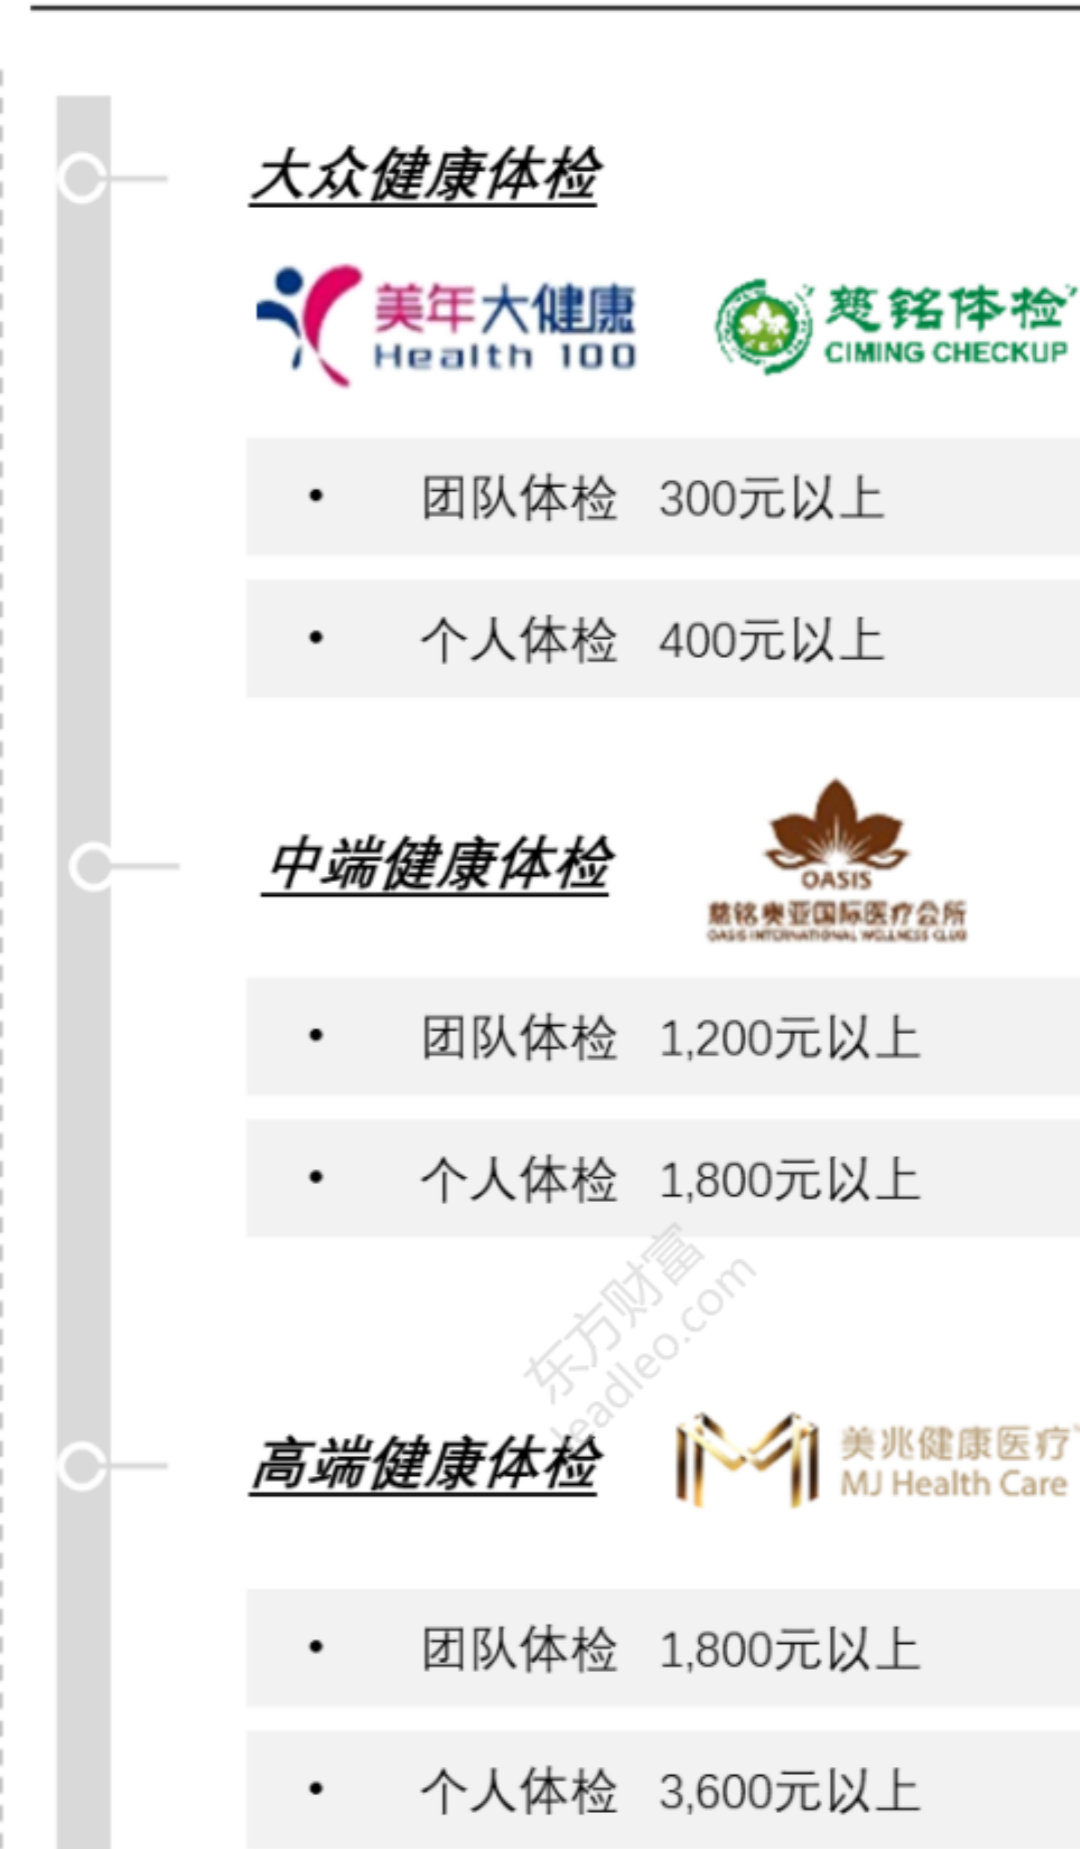 大众健康体检
美年大健康
Health 100
慈铭体检
CIMING CHECKUP
• 团队体检 300元以上
• 个人体检 400元以上
中端健康体检
OASIS
慈铭奥亚国际医疗会所
OASIS INTERNATIONAL WELLNESS CLUB
• 团队体检 1,200元以上
• 个人体检 1,800元以上
东方财富
leadleo.com
高端健康体检
美兆健康医疗
MJ Health Care
• 团队体检 1,800元以上
• 个人体检 3,600元以上